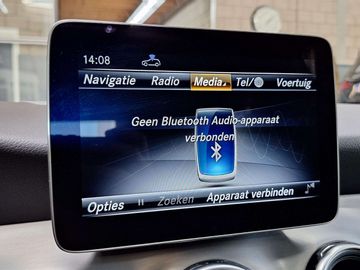 14:08
Navigatie Radio Media Tel/ Voertuig
Geen Bluetooth Audio-apparaat
verbonden
Opties Zoeken Apparaat verbinden